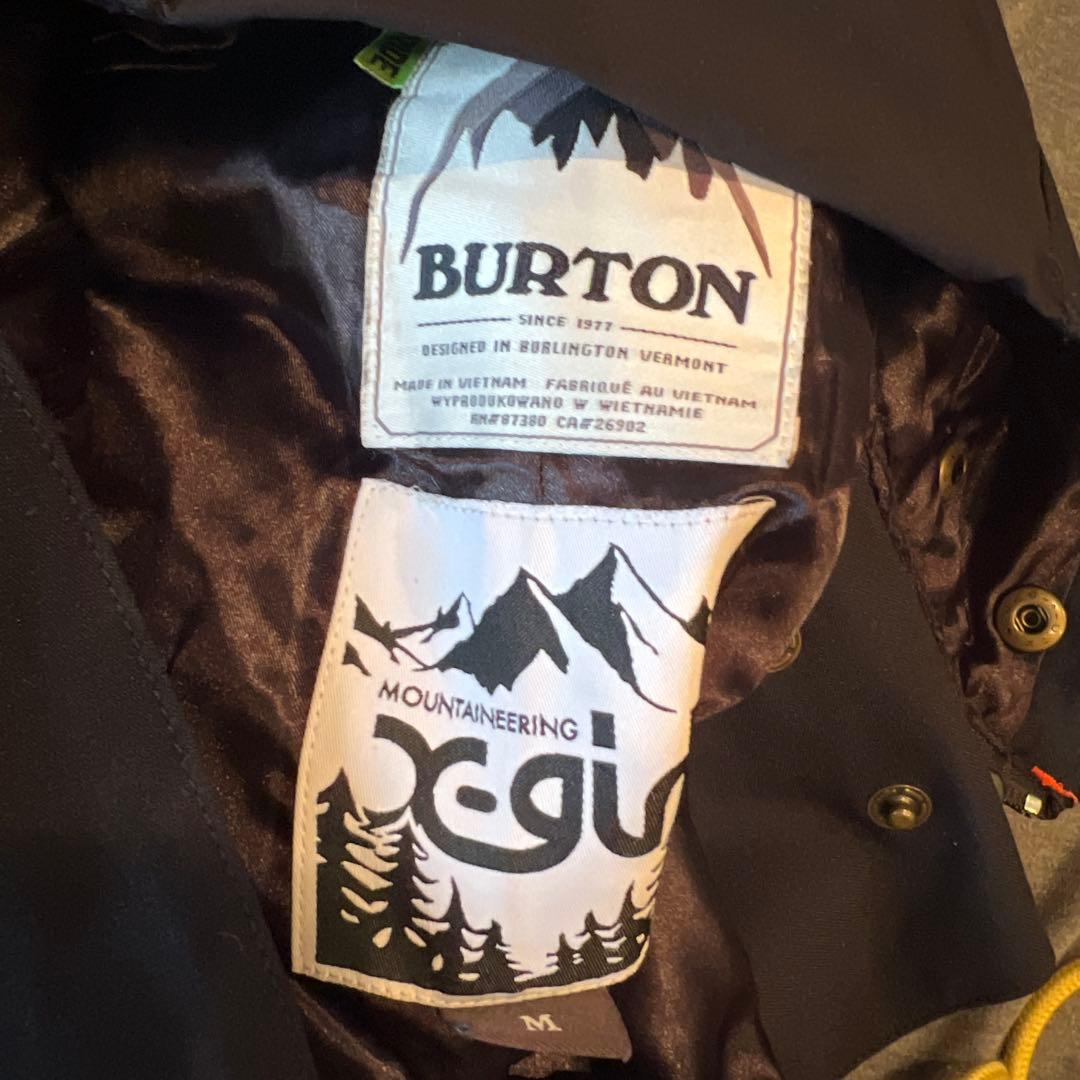 BURTON
SINCE 1977
DESIGNED IN BURLINGTON VERMONT
MADE IN VIETNAM FABRIQUÉ AU VIETNAM
WYPRODUKOWANO W WIETNAMIE
RN#87380 CA#26902
MOUNTAINEERING
X-gi
M